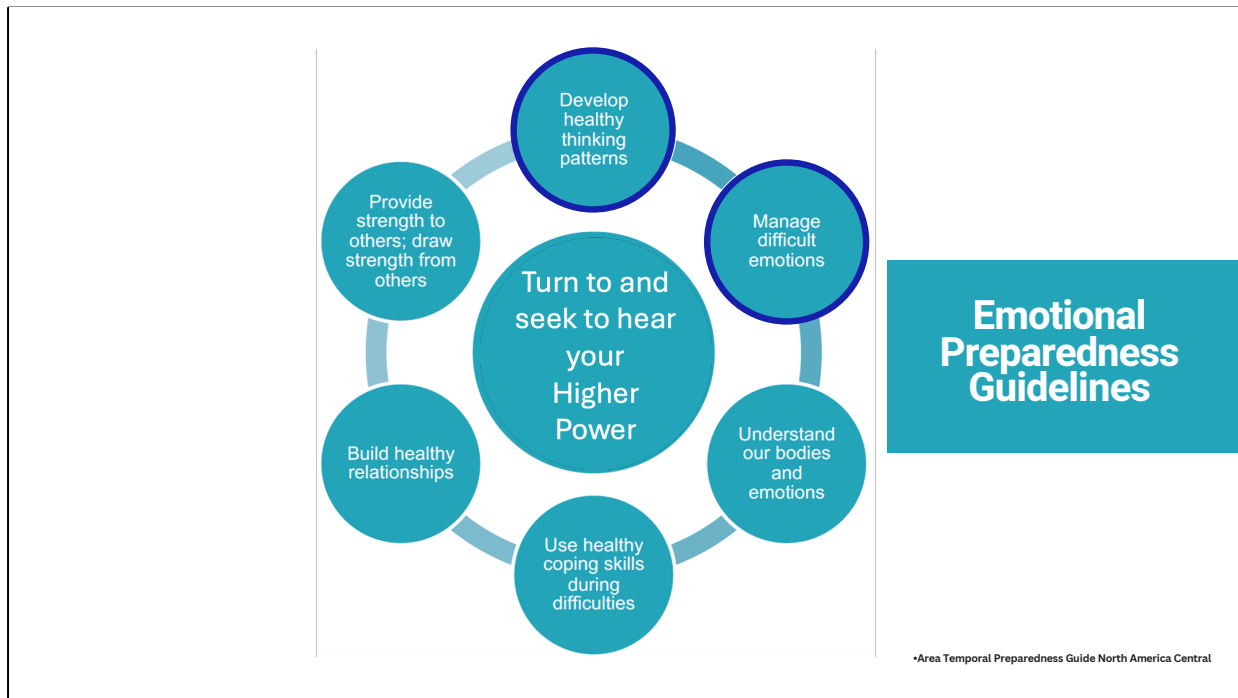 Develop
healthy
thinking
patterns
Manage
difficult
emotions
Understand
our bodies
and
emotions
Use healthy
coping skills
during
difficulties
Build healthy
relationships
Provide
strength to
others; draw
strength from
others
Turn to and
seek to hear
your
Higher
Power
Emotional
Preparedness
Guidelines
•Area Temporal Preparedness Guide North America Central